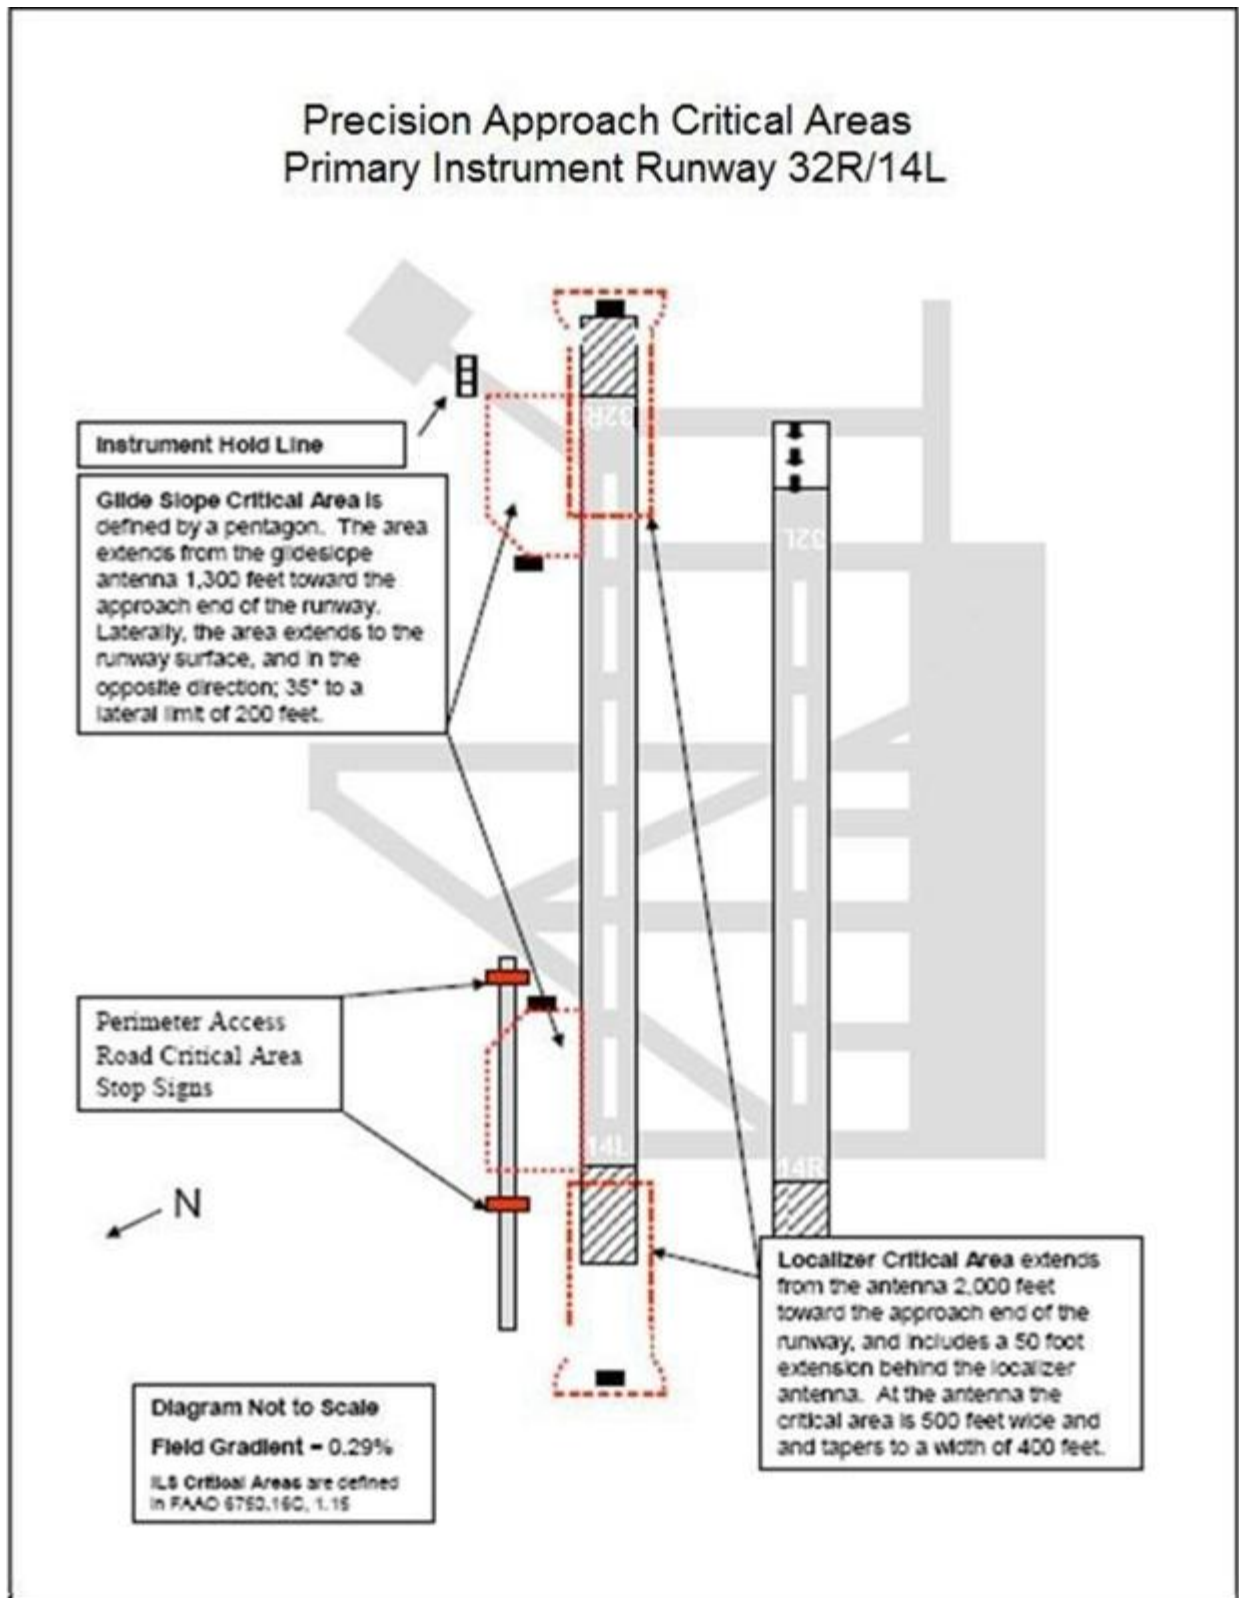 Precision Approach Critical Areas
Primary Instrument Runway 32R/14L
32R
Instrument Hold Line
Glide Slope Critical Area is
defined by a pentagon. The area
extends from the glideslope
antenna 1,300 feet toward the
approach end of the runway.
Laterally, the area extends to the
runway surface, and in the
opposite direction; 35° to a
lateral limit of 200 feet.
32L
Perimeter Access
Road Critical Area
Stop Signs
14L
14R
N
Localizer Critical Area extends
from the antenna 2,000 feet
toward the approach end of the
runway, and includes a 50 foot
extension behind the localizer
antenna. At the antenna the
critical area is 500 feet wide and
and tapers to a width of 400 feet.
Diagram Not to Scale
Field Gradient = 0.29%
ILS Critical Areas are defined
in FAAO 6750.16C, 1.15